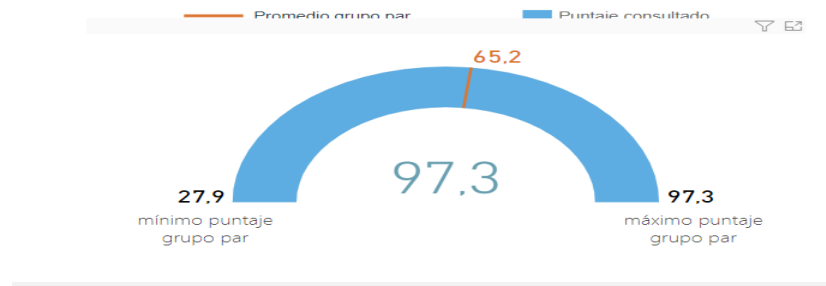 Promedio grupo par
Puntaje consultado
65,2
97,3
27,9
mínimo puntaje
grupo par
97,3
máximo puntaje
grupo par